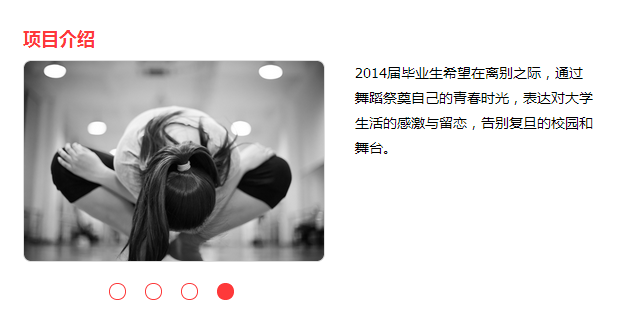 项目介绍
2014届毕业生希望在离别之际，通过
舞蹈祭奠自己的青春时光，表达对大学
生活的感激与留恋，告别复旦的校园和
舞台。